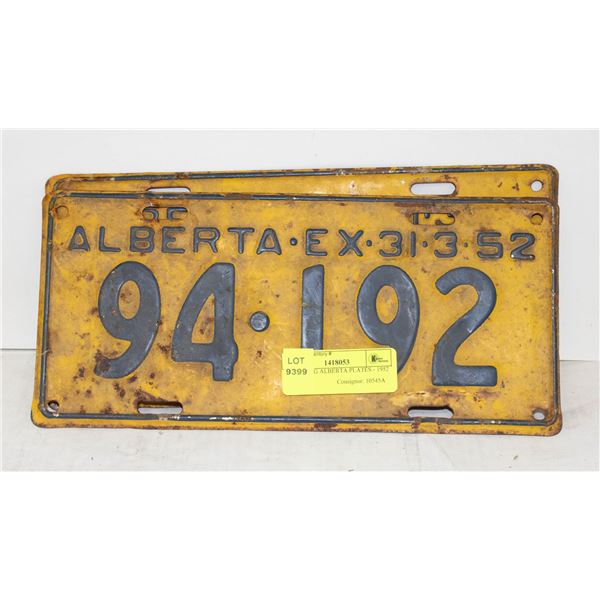 ALBERTA·EX·31·3·52
94·192
LOT
9399
1418053
G ALBERTA PLATES - 1952
Consignor: 10545A